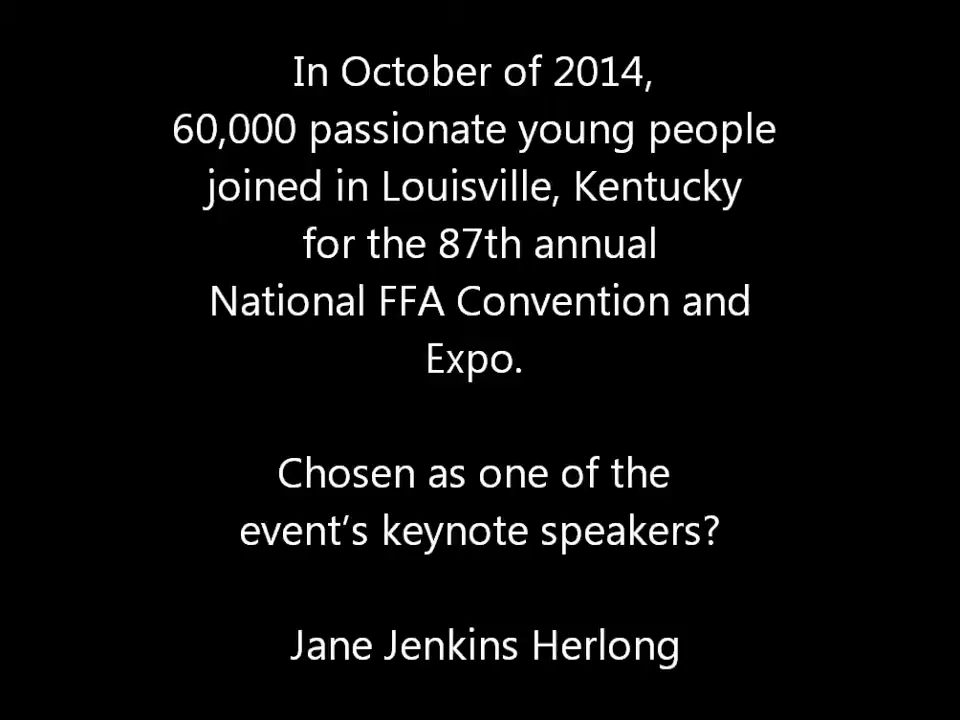 In October of 2014,
60,000 passionate young people
joined in Louisville, Kentucky
for the 87th annual
National FFA Convention and
Expo.
Chosen as one of the
event’s keynote speakers?
Jane Jenkins Herlong